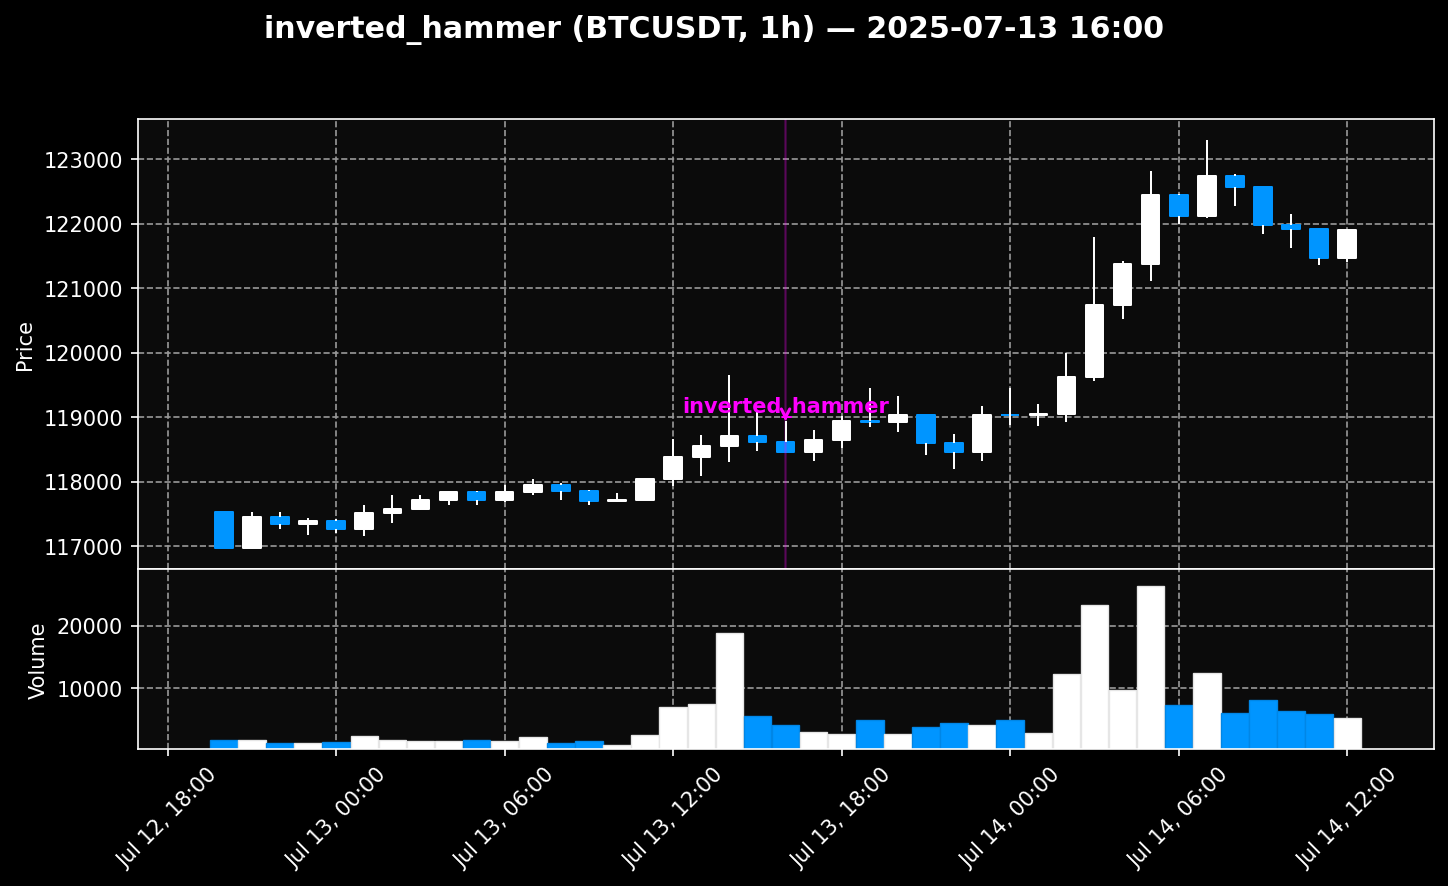 inverted_hammer (BTCUSDT, 1h) — 2025-07-13 16:00
123000
122000
121000
120000
119000
118000
117000
Price
inverted_hammer
20000
10000
Volume
Jul 12, 18:00
Jul 13, 00:00
Jul 13, 06:00
Jul 13, 12:00
Jul 13, 18:00
Jul 14, 00:00
Jul 14, 06:00
Jul 14, 12:00